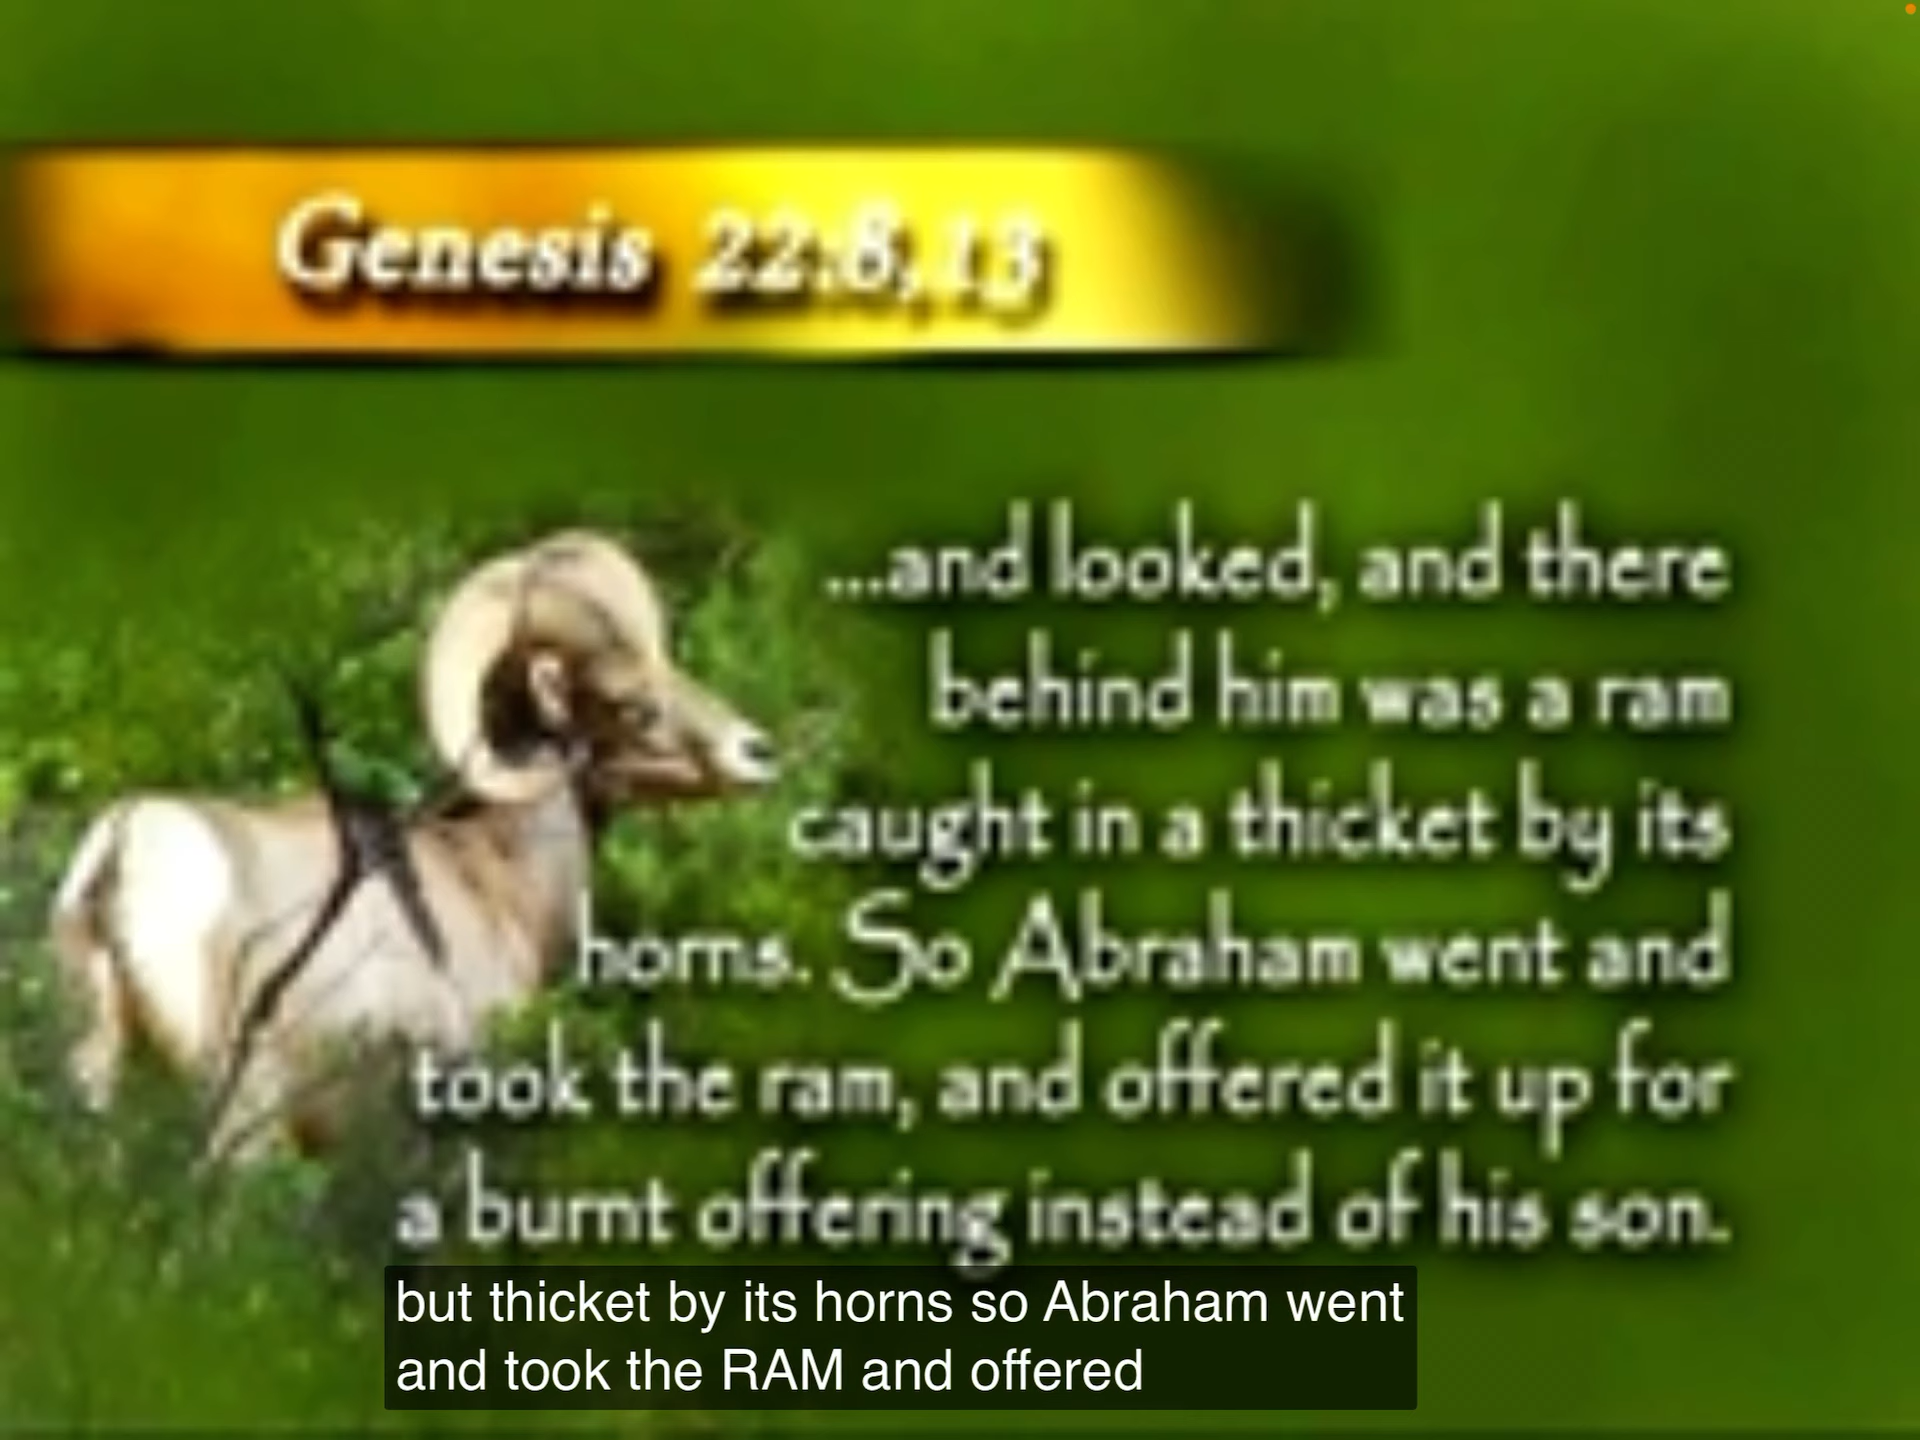 Genesis 22:8,13
...and looked, and there
behind him was a ram
caught in a thicket by its
horns. So Abraham went and
took the ram, and offered it up for
a burnt offering instead of his son.
but thicket by its horns so Abraham went
and took the RAM and offered